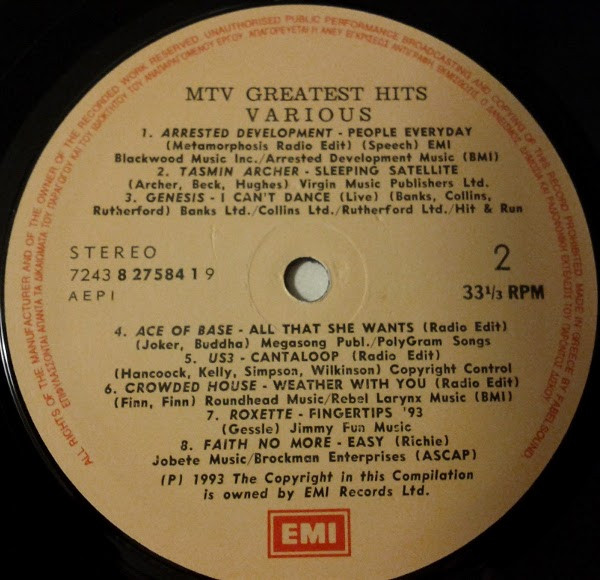 ALL RIGHTS OF THE MANUFACTURER AND OF THE OWNER OF THE RECORDED WORK RESERVED. UNAUTHORISED PUBLIC PERFORMANCE BROADCASTING AND COPYING OF THIS RECORD PROHIBITED MADE IN GREECE BY FABELSOUND.
MTV GREATEST HITS
VARIOUS
1. ARRESTED DEVELOPMENT - PEOPLE EVERYDAY
(Metamorphosis Radio Edit) (Speech) EMI
Blackwood Music Inc./Arrested Development Music (BMI)
2. TASMIN ARCHER - SLEEPING SATELLITE
(Archer, Beck, Hughes) Virgin Music Publishers Ltd.
3. GENESIS - I CAN'T DANCE (Live) (Banks, Collins,
Rutherford) Banks Ltd./Collins Ltd./Rutherford Ltd./Hit & Run
STEREO
7243 8 27584 1 9
AEPI
2
33 1/3 RPM
4. ACE OF BASE - ALL THAT SHE WANTS (Radio Edit)
(Joker, Buddha) Megasong Publ./PolyGram Songs
5. US3 - CANTALOOP (Radio Edit)
(Hancoock, Kelly, Simpson, Wilkinson) Copyright Control
6. CROWDED HOUSE - WEATHER WITH YOU (Radio Edit)
(Finn, Finn) Roundhead Music/Rebel Larynx Music (BMI)
7. ROXETTE - FINGERTIPS '93
(Gessle) Jimmy Fun Music
8. FAITH NO MORE - EASY (Richie)
Jobete Music/Brockman Enterprises (ASCAP)
(P) 1993 The Copyright in this Compilation
is owned by EMI Records Ltd.
EMI